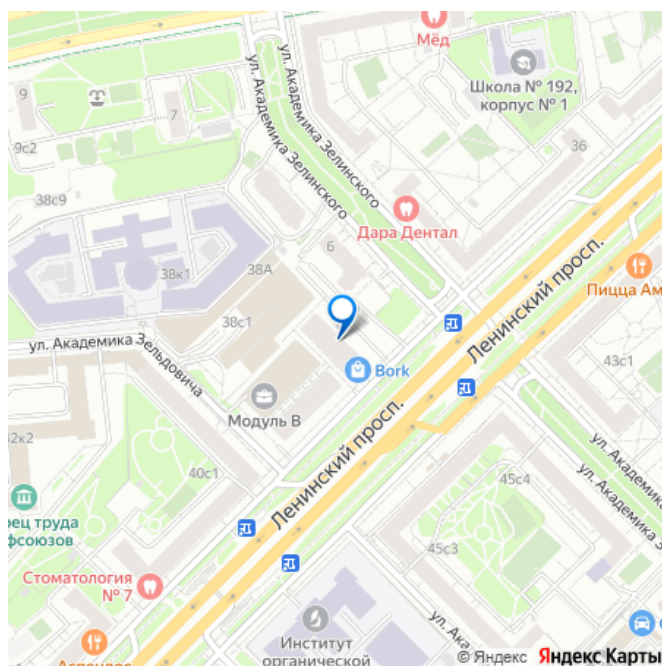 Мёд
Школа № 192,
корпус № 1
9
7
9с2
ул. Академика Зелинского
ул. Академика Зелинского
36
38с9
Дара Дентал
6
38А
38к1
Ленинский просп.
Пицца Ам
38с1
ул. Академика Зельдовича
Bork
43с1
Модуль В
Ленинский просп.
42к2
40с1
45с4
ул. Академика
рец труда
фсоюзов
45с3
Стоматология
№ 7
Институт
органической
© Яндекс Яндекс Карты